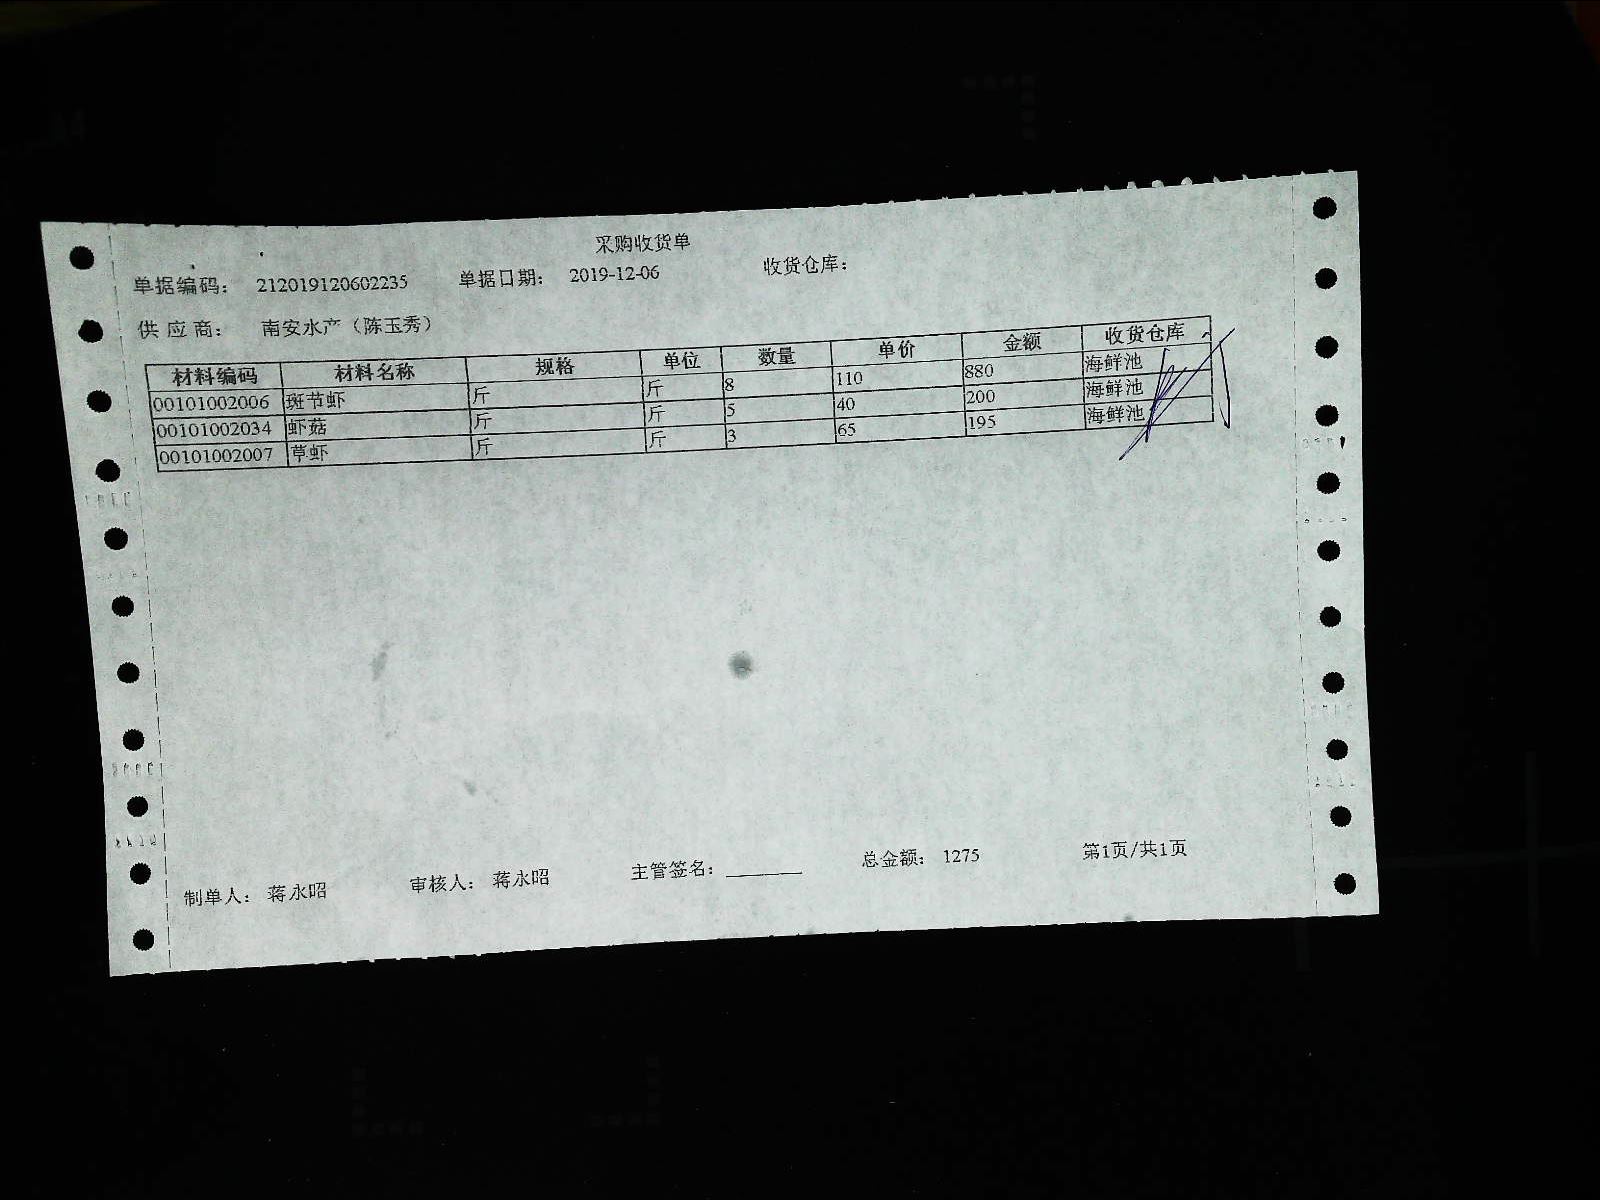 采购收货单
单据编码： 212019120602235 单据日期： 2019-12-06 收货仓库：
供 应 商： 南安水产（陈玉秀）
材料编码 材料名称 规格 单位 数量 单价 金额 收货仓库
00101002006 斑节虾 斤 斤 8 110 880 海鲜池
00101002034 虾菇 斤 斤 5 40 200 海鲜池
00101002007 草虾 斤 斤 3 65 195 海鲜池
制单人： 蒋永昭 审核人： 蒋永昭 主管签名： 总金额： 1275 第1页/共1页